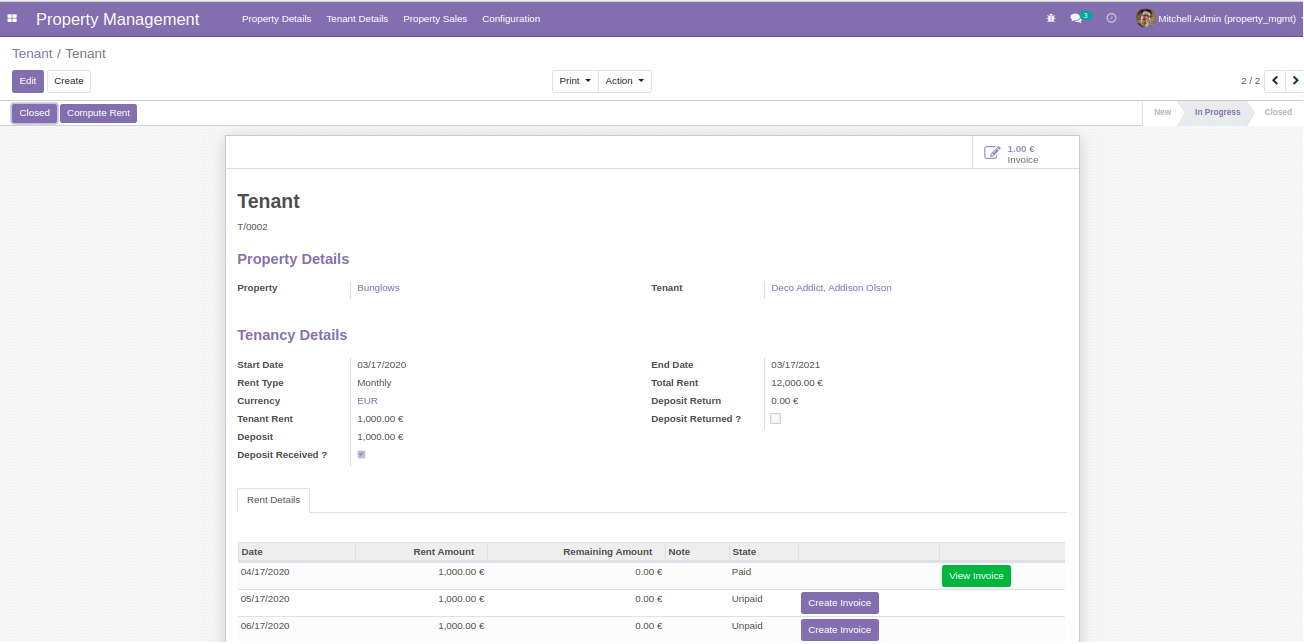 Property Management Property Details Tenant Details Property Sales Configuration 3 Mitchell Admin (property_mgmt)
Tenant / Tenant
Edit Create Print Action 2 / 2
Closed Compute Rent New In Progress Closed
1.00 €
Invoice
Tenant
T/0002
Property Details
Property Bunglows Tenant Deco Addict, Addison Olson
Tenancy Details
Start Date 03/17/2020 End Date 03/17/2021
Rent Type Monthly Total Rent 12,000.00 €
Currency EUR Deposit Return 0.00 €
Tenant Rent 1,000.00 € Deposit Returned ?
Deposit 1,000.00 €
Deposit Received ?
Rent Details
Date Rent Amount Remaining Amount Note State
04/17/2020 1,000.00 € 0.00 € Paid View Invoice
05/17/2020 1,000.00 € 0.00 € Unpaid Create Invoice
06/17/2020 1,000.00 € 0.00 € Unpaid Create Invoice